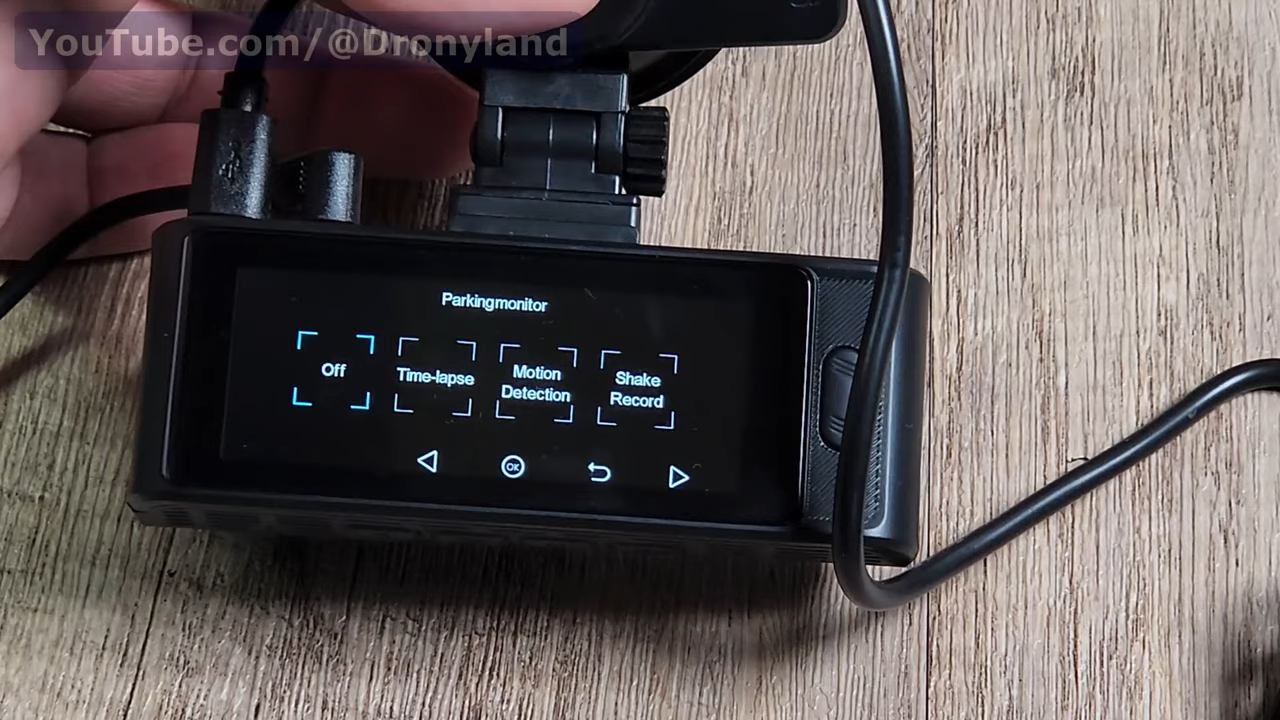 YouTube.com/@Dronyland
Parkingmonitor
Off
Time-lapse
Motion
Detection
Shake
Record
OK